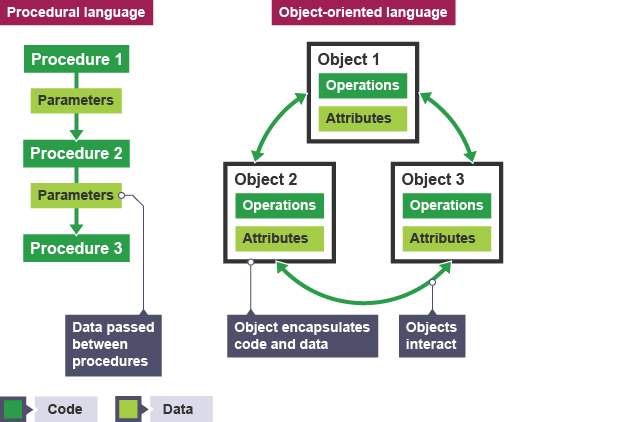 Procedural language
Procedure 1
Parameters
Procedure 2
Parameters
Procedure 3
Data passed
between
procedures
Object-oriented language
Object 1
Operations
Attributes
Object 2
Operations
Attributes
Object 3
Operations
Attributes
Object encapsulates
code and data
Objects
interact
Code
Data